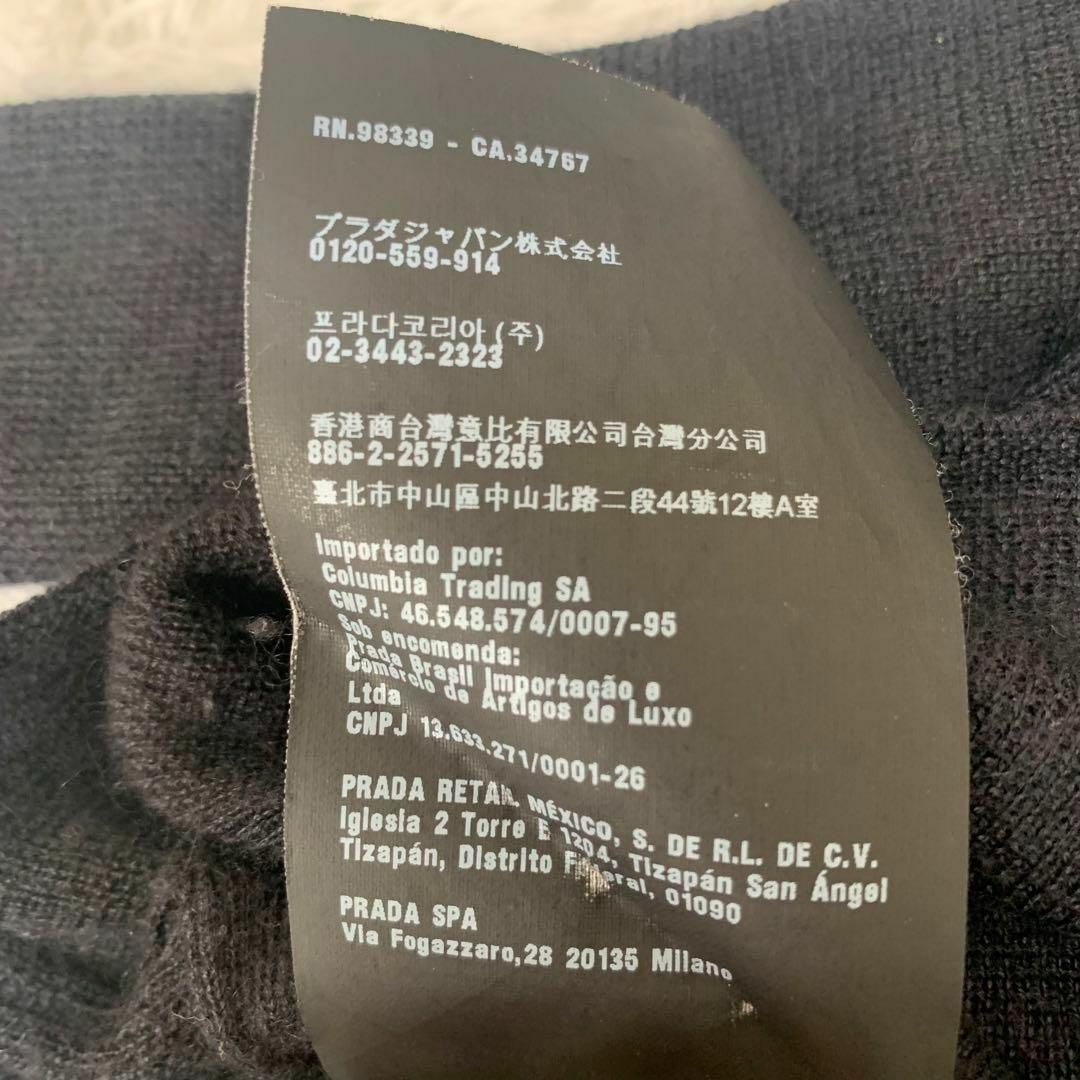 RN.98339 - CA.34767
プラダジャパン株式会社
0120-559-914
프라다코리아 (주)
02-3443-2323
香港商台灣意比有限公司台灣分公司
886-2-2571-5255
臺北市中山區中山北路二段44號12樓A室
Importado por:
Columbia Trading SA
CNPJ: 46.548.574/0007-95
Sob encomenda:
Prada Brasil Importação e
Comércio de Artigos de Luxo
Ltda
CNPJ 13.633.271/0001-26
PRADA MÉXICO, S. DE R.L. DE C.V.
Iglesia 2 Torre E 1204, Tizapán San Ángel
Tizapán, Distrito 01090
PRADA SPA
Via Fogazzaro,28 20135 Milano